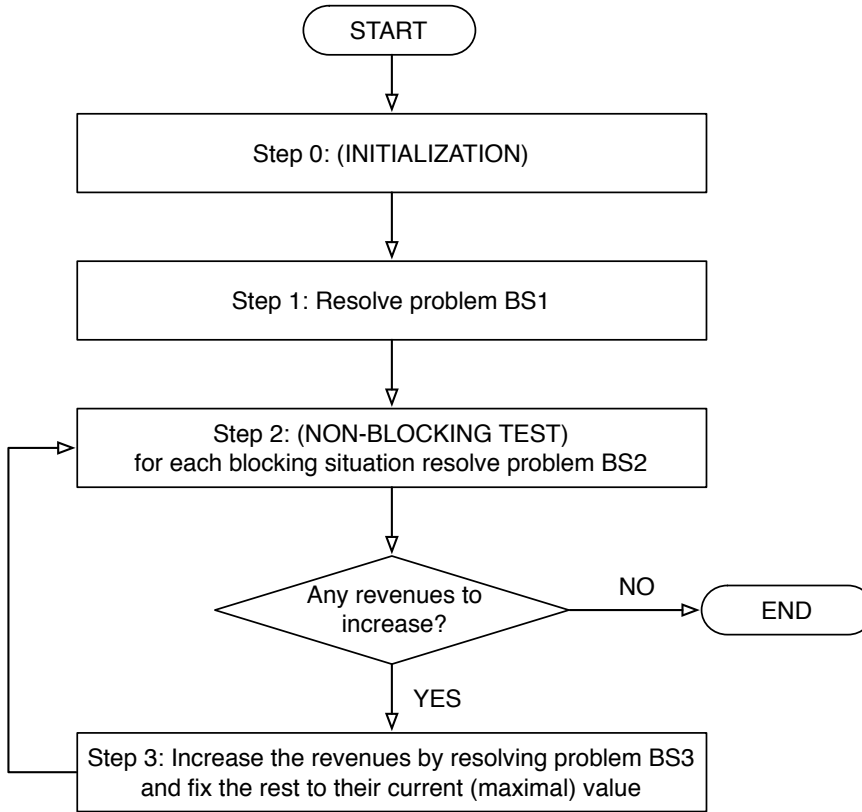 START
Step 0: (INITIALIZATION)
Step 1: Resolve problem BS1
Step 2: (NON-BLOCKING TEST)
for each blocking situation resolve problem BS2
Any revenues to
increase?
NO
END
YES
Step 3: Increase the revenues by resolving problem BS3
and fix the rest to their current (maximal) value